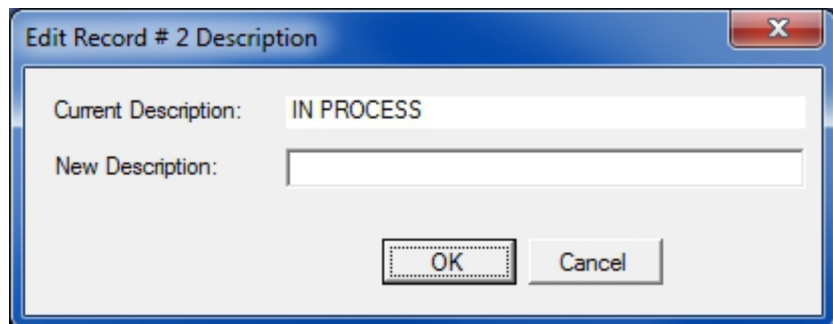 Edit Record # 2 Description
Current Description: IN PROCESS
New Description:
OK Cancel